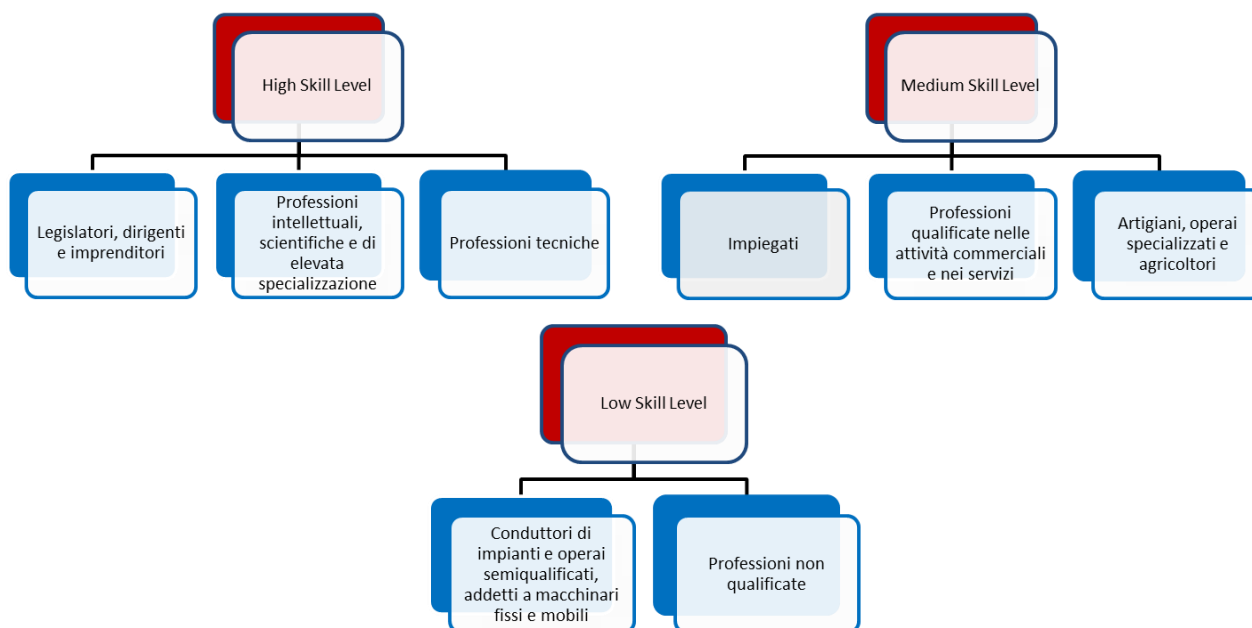 High Skill Level
Legislatori, dirigenti
e imprenditori
Professioni
intellettuali,
scientifiche e di
elevata
specializzazione
Professioni tecniche
Medium Skill Level
Impiegati
Professioni
qualificate nelle
attività commerciali
e nei servizi
Artigiani, operai
specializzati e
agricoltori
Low Skill Level
Conduttori di
impianti e operai
semiqualificati,
addetti a macchinari
fissi e mobili
Professioni non
qualificate